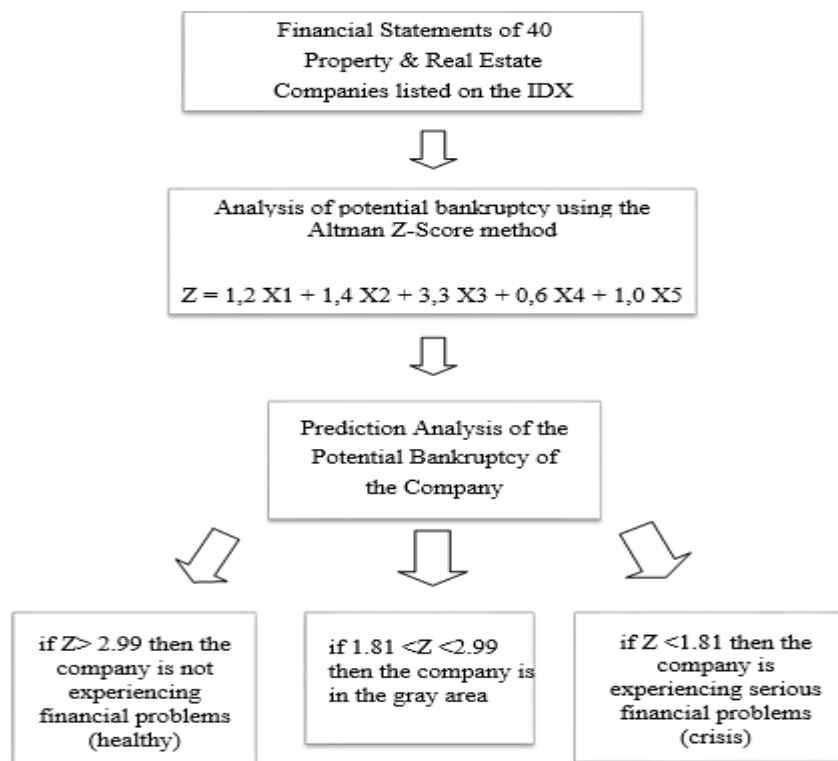 Financial Statements of 40
Property & Real Estate
Companies listed on the IDX
Analysis of potential bankruptcy using the
Altman Z-Score method
Z = 1,2 X1 + 1,4 X2 + 3,3 X3 + 0,6 X4 + 1,0 X5
Prediction Analysis of the
Potential Bankruptcy of
the Company
if Z> 2.99 then the
company is not
experiencing
financial problems
(healthy)
if 1.81 <Z <2.99
then the company is
in the gray area
if Z <1.81 then the
company is
experiencing serious
financial problems
(crisis)